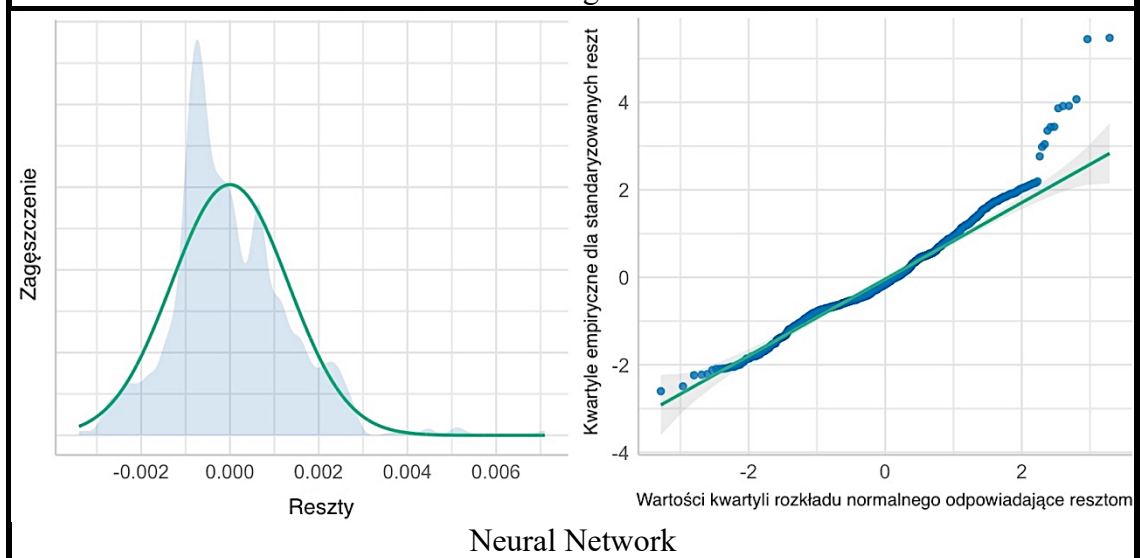 Zagęszczenie
-0.002 0.000 0.002 0.004 0.006
Reszty
Kwartyle empiryczne dla standaryzowanych reszt
4
2
0
-2
-4
-2 0 2
Wartości kwartyli rozkładu normalnego odpowiadające resztom
Neural Network